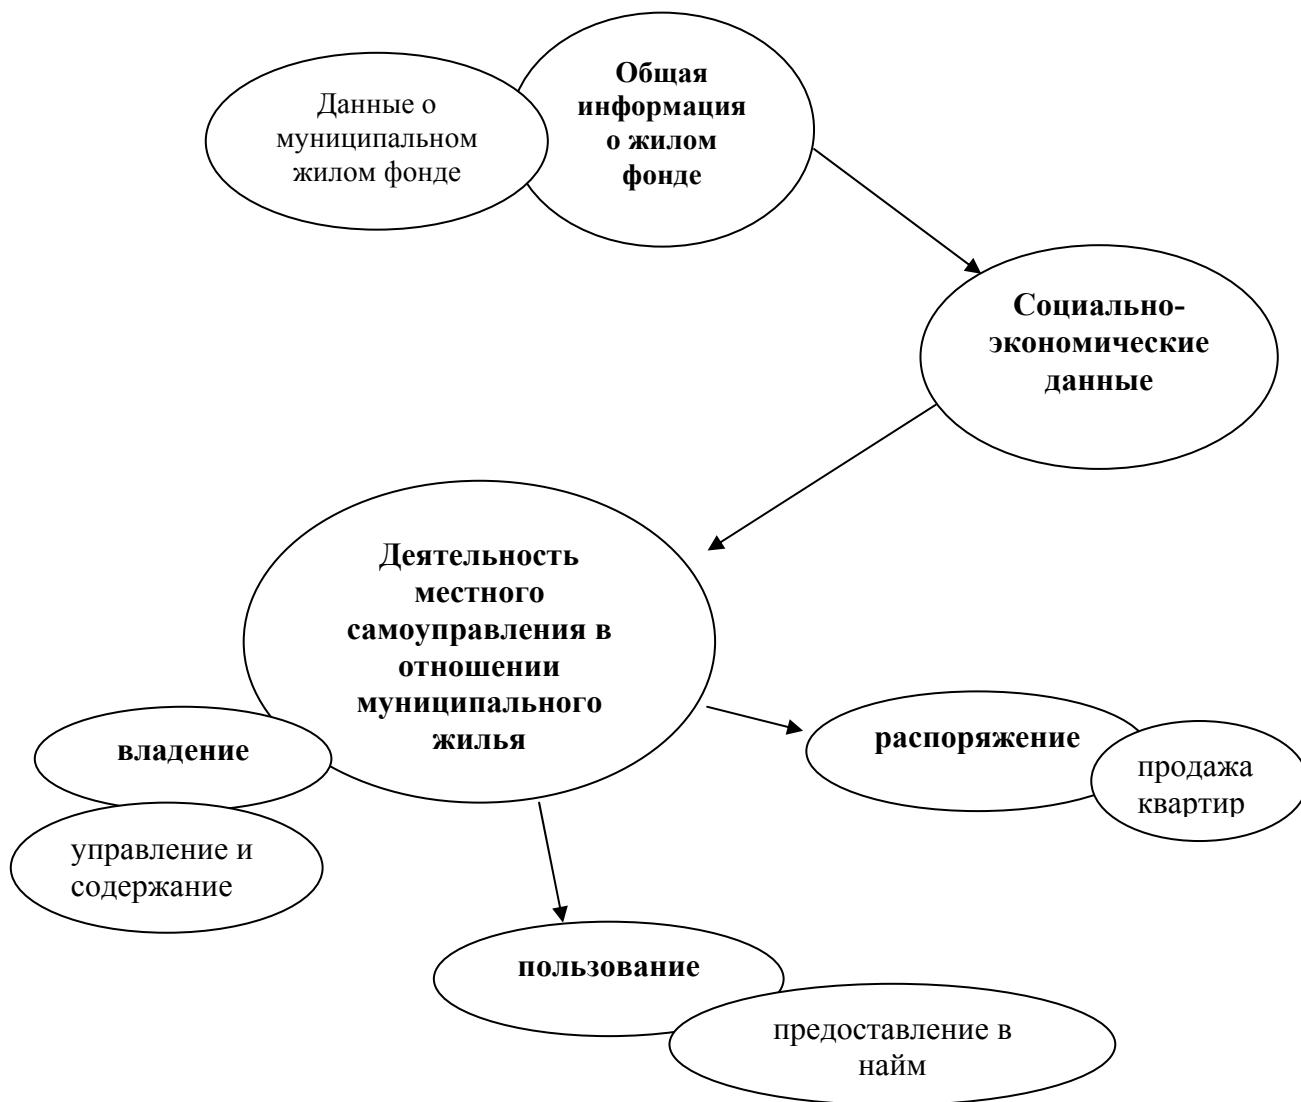 Данные о
муниципальном
жилом фонде
Общая
информация
о жилом
фонде
Социально-
экономические
данные
Деятельность
местного
самоуправления в
отношении
муниципального
жилья
владение
управление и
содержание
распоряжение
продажа
квартир
пользование
предоставление в
найм